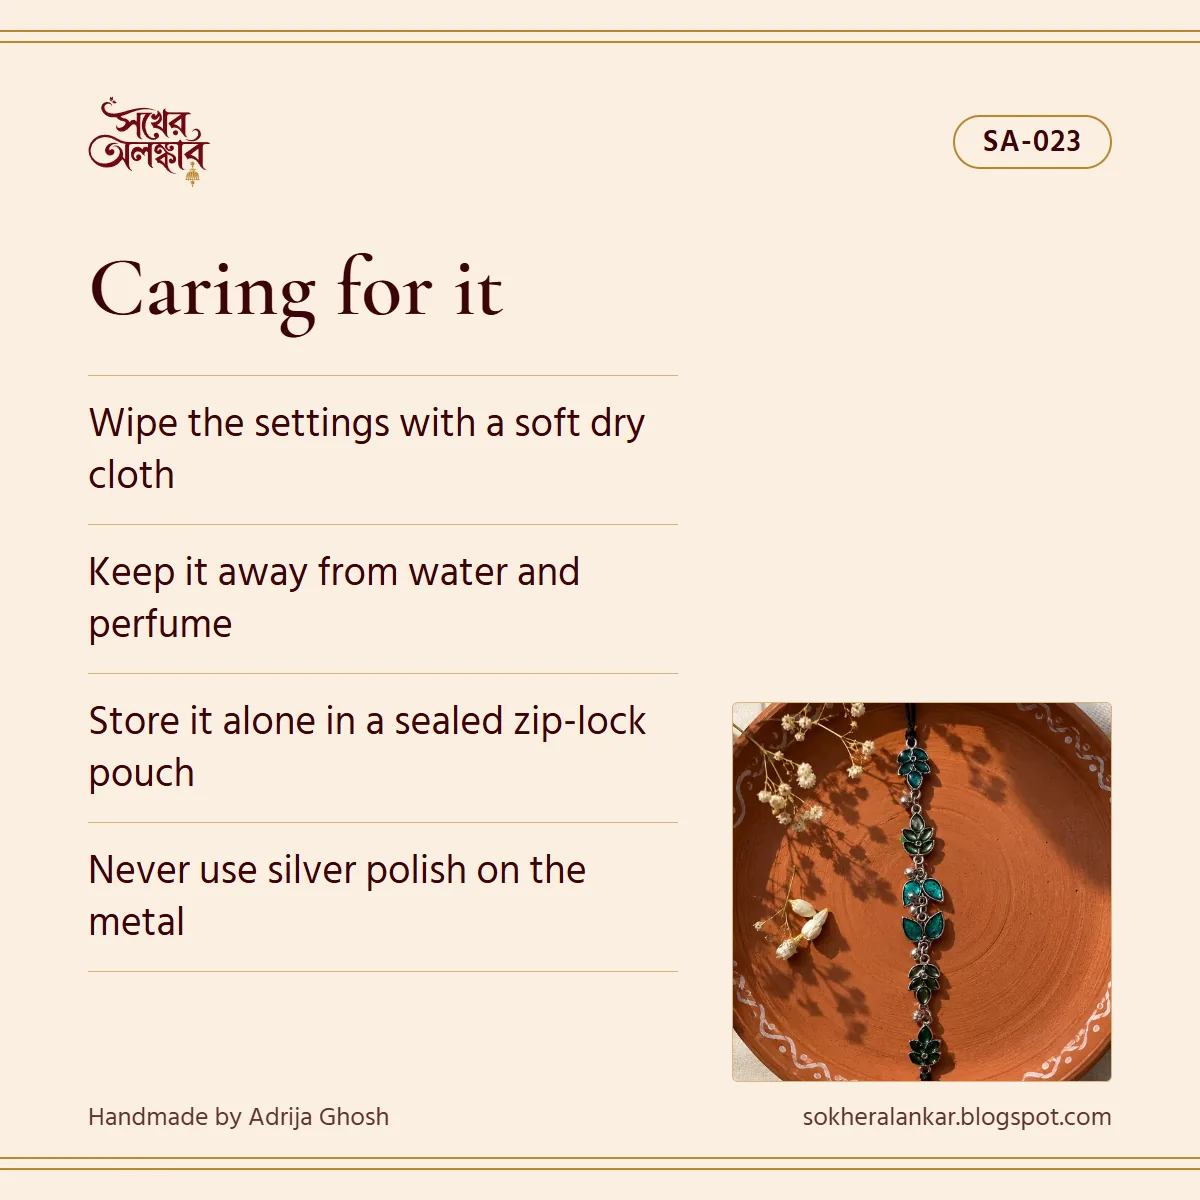 সখের
অলঙ্কার
SA-023
Caring for it
Wipe the settings with a soft dry
cloth
Keep it away from water and
perfume
Store it alone in a sealed zip-lock
pouch
Never use silver polish on the
metal
Handmade by Adrija Ghosh
sokheralankar.blogspot.com